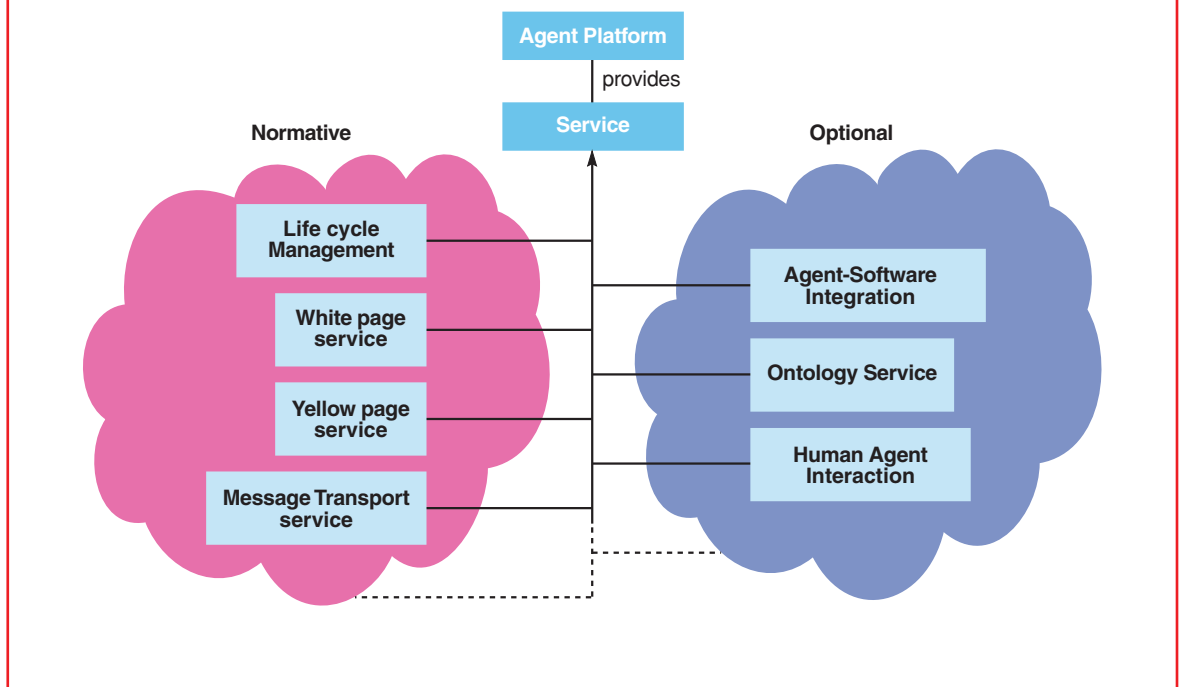 Agent Platform
provides
Service
Normative
Optional
Life cycle
Management
White page
service
Yellow page
service
Message Transport
service
Agent-Software
Integration
Ontology Service
Human Agent
Interaction